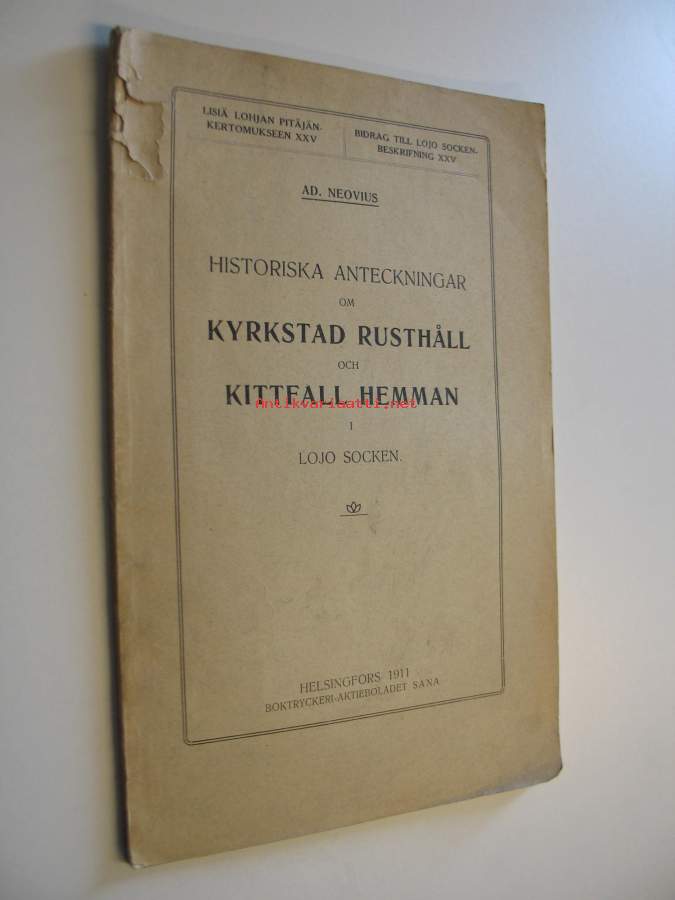 LISIÄ LOHJAN PITÄJÄN-
KERTOMUKSEEN XXV
BIDRAG TILL LOJO SOCKEN-
BESKRIFNING XXV
AD. NEOVIUS
HISTORISKA ANTECKNINGAR
OM
KYRKSTAD RUSTHÅLL
OCH
KITTFALL HEMMAN
Antikvariaatti.net
I
LOJO SOCKEN.
HELSINGFORS 1911
BOKTRYCKERI-AKTIEBOLADET SANA